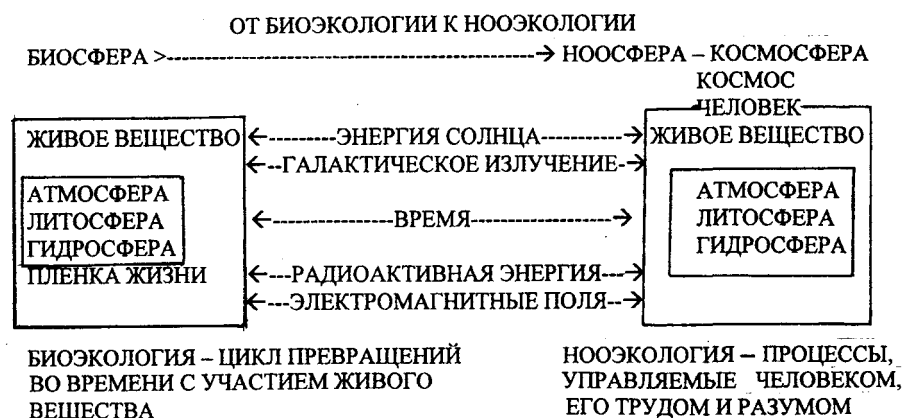 ОТ БИОЭКОЛОГИИ К НООЭКОЛОГИИ
БИОСФЕРА >----------------------------------------------→ НООСФЕРА – КОСМОСФЕРА
КОСМОС
ЧЕЛОВЕК
ЖИВОЕ ВЕЩЕСТВО ←---------ЭНЕРГИЯ СОЛНЦА---------→ ЖИВОЕ ВЕЩЕСТВО
←--ГАЛАКТИЧЕСКОЕ ИЗЛУЧЕНИЕ--→
АТМОСФЕРА АТМОСФЕРА
ЛИТОСФЕРА ←---------------ВРЕМЯ-----------------→ ЛИТОСФЕРА
ГИДРОСФЕРА ГИДРОСФЕРА
ПЛЕНКА ЖИЗНИ ←---РАДИОАКТИВНАЯ ЭНЕРГИЯ---→
←---ЭЛЕКТРОМАГНИТНЫЕ ПОЛЯ--→
БИОЭКОЛОГИЯ – ЦИКЛ ПРЕВРАЩЕНИЙ
ВО ВРЕМЕНИ С УЧАСТИЕМ ЖИВОГО
ВЕЩЕСТВА
НООЭКОЛОГИЯ – ПРОЦЕССЫ,
УПРАВЛЯЕМЫЕ ЧЕЛОВЕКОМ,
ЕГО ТРУДОМ И РАЗУМОМ